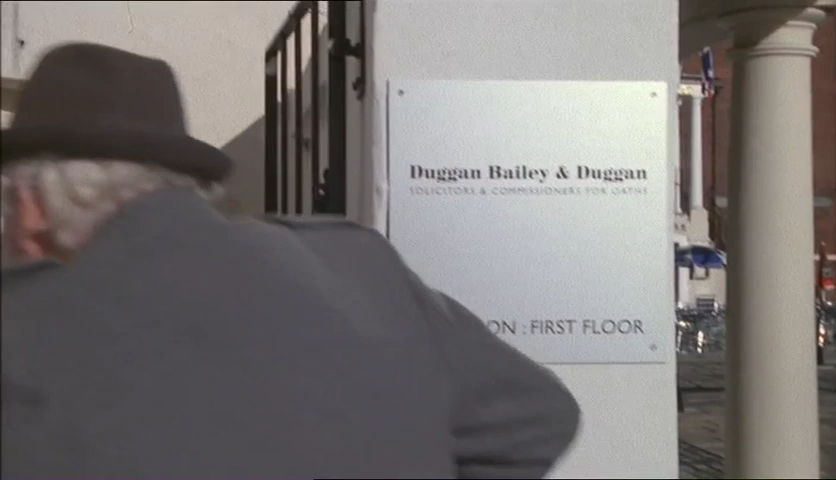 Duggan Bailey & Duggan
SOLICITORS & COMMISSIONERS FOR OATHS
ON : FIRST FLOOR